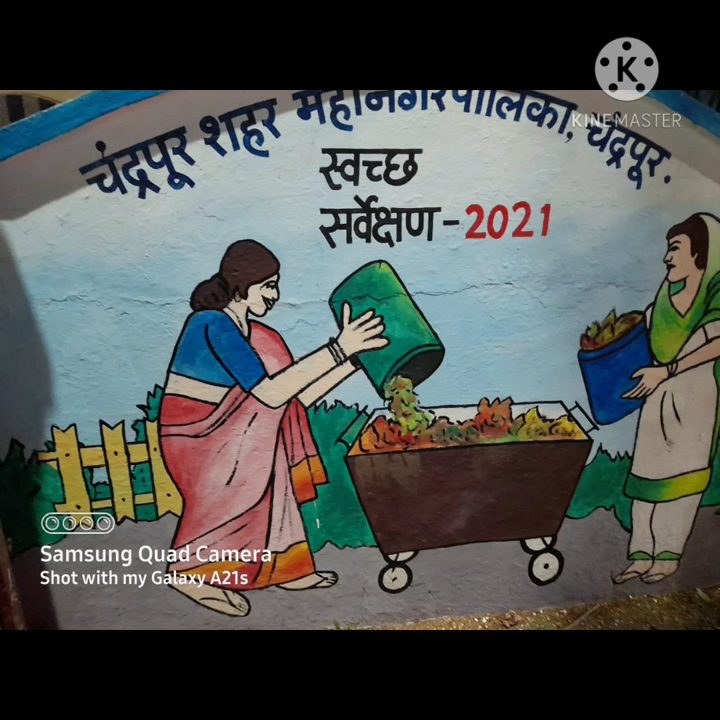 चंद्रपूर शहर महानगरपालिका, चंद्रपूर.
स्वच्छ
सर्वेक्षण - 2021
K
KINEMASTER
Samsung Quad Camera
Shot with my Galaxy A21s